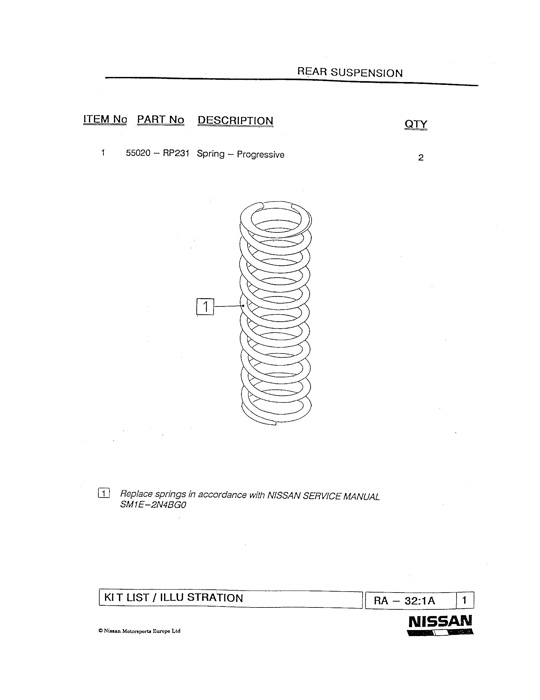 REAR SUSPENSION
ITEM No PART No DESCRIPTION QTY
1 55020 - RP231 Spring - Progressive 2
1
1 Replace springs in accordance with NISSAN SERVICE MANUAL
SM1E-2N4BG0
KIT LIST / ILLUSTRATION RA - 32:1A 1
© Nissan Motorsports Europe Ltd
NISSAN